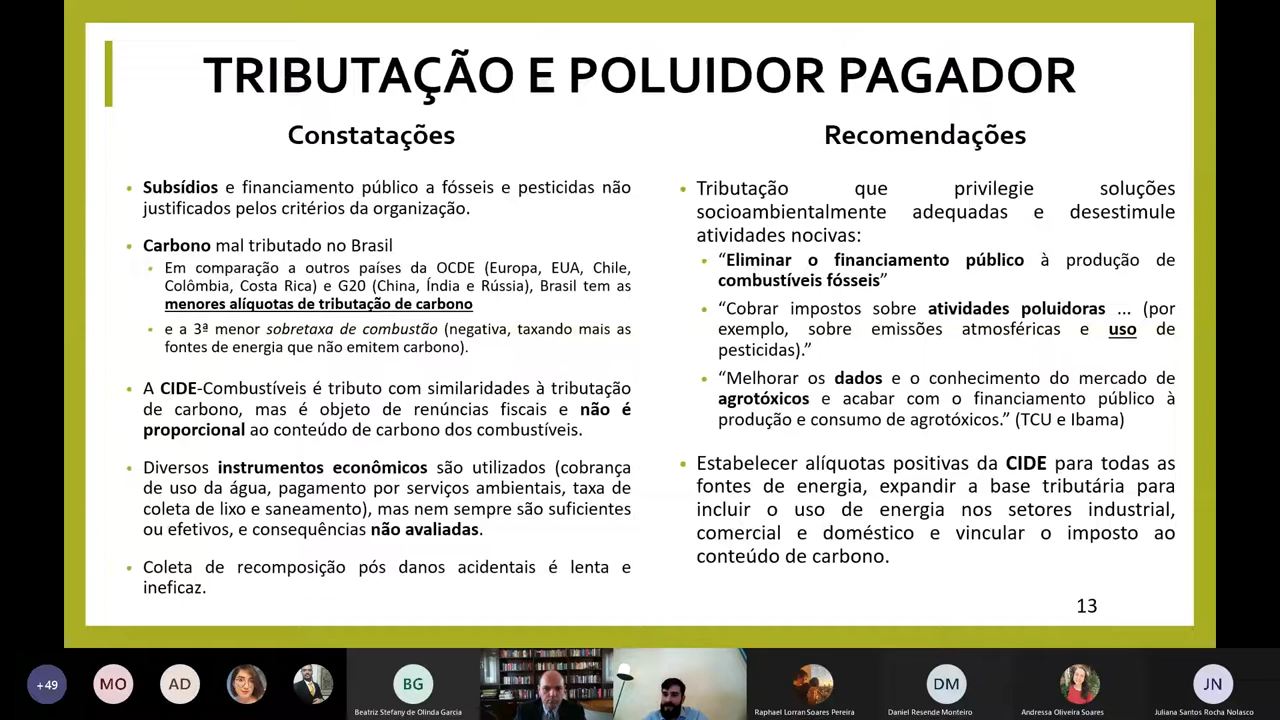 TRIBUTAÇÃO E POLUIDOR PAGADOR
Constatações
• Subsídios e financiamento público a fósseis e pesticidas não
justificados pelos critérios da organização.
• Carbono mal tributado no Brasil
• Em comparação a outros países da OCDE (Europa, EUA, Chile,
Colômbia, Costa Rica) e G20 (China, Índia e Rússia), Brasil tem as
menores alíquotas de tributação de carbono
• e a 3ª menor sobretaxa de combustão (negativa, taxando mais as
fontes de energia que não emitem carbono).
• A CIDE-Combustíveis é tributo com similaridades à tributação
de carbono, mas é objeto de renúncias fiscais e não é
proporcional ao conteúdo de carbono dos combustíveis.
• Diversos instrumentos econômicos são utilizados (cobrança
de uso da água, pagamento por serviços ambientais, taxa de
coleta de lixo e saneamento), mas nem sempre são suficientes
ou efetivos, e consequências não avaliadas.
• Coleta de recomposição pós danos acidentais é lenta e
ineficaz.
Recomendações
• Tributação que privilegie soluções
socioambientalmente adequadas e desestimule
atividades nocivas:
• “Eliminar o financiamento público à produção de
combustíveis fósseis”
• “Cobrar impostos sobre atividades poluidoras ... (por
exemplo, sobre emissões atmosféricas e uso de
pesticidas).”
• “Melhorar os dados e o conhecimento do mercado de
agrotóxicos e acabar com o financiamento público à
produção e consumo de agrotóxicos.” (TCU e Ibama)
• Estabelecer alíquotas positivas da CIDE para todas as
fontes de energia, expandir a base tributária para
incluir o uso de energia nos setores industrial,
comercial e doméstico e vincular o imposto ao
conteúdo de carbono.
13
+49
MO
AD
BG
Beatriz Stefany de Olinda Garcia
Raphael Lorran Soares Pereira
DM
Daniel Resende Monteiro
Andressa Oliveira Soares
JN
Juliana Santos Rocha Nolasco